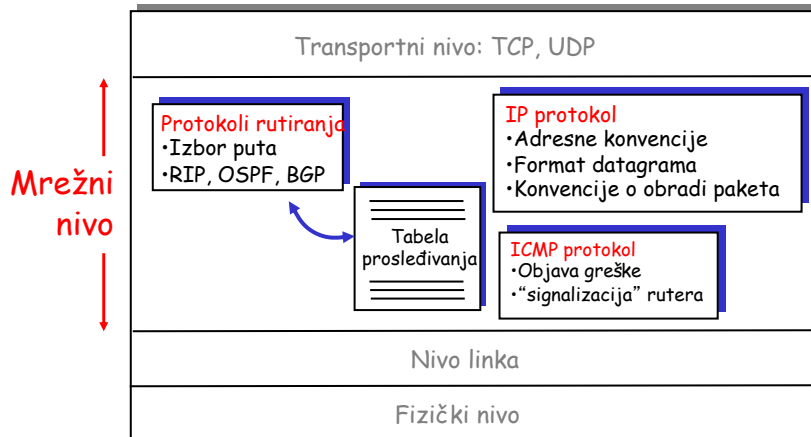 Transportni nivo: TCP, UDP
Mrežni
nivo
Protokoli rutiranja
•Izbor puta
•RIP, OSPF, BGP
Tabela
prosleđivanja
IP protokol
•Adresne konvencije
•Format datagrama
•Konvencije o obradi paketa
ICMP protokol
•Objava greške
•“signalizacija” rutera
Nivo linka
Fizički nivo